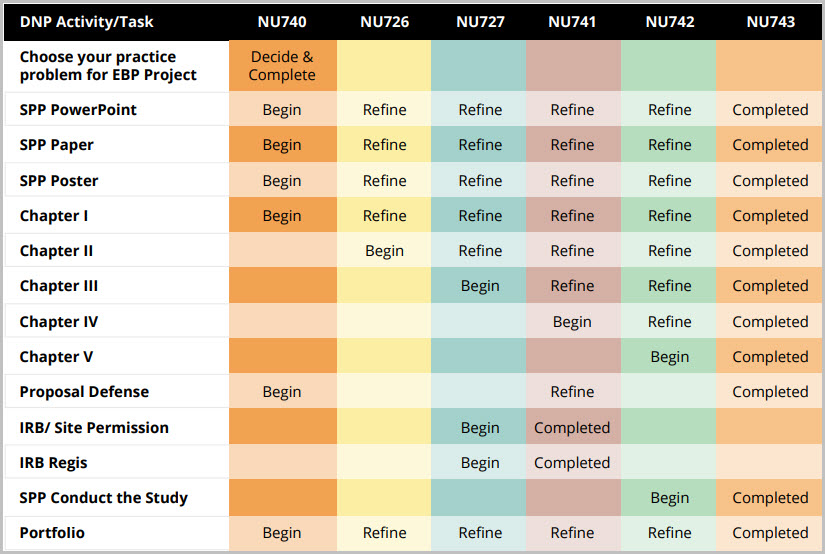 DNP Activity/Task NU740 NU726 NU727 NU741 NU742 NU743
Choose your practice problem for EBP Project Decide & Complete
SPP PowerPoint Begin Refine Refine Refine Refine Completed
SPP Paper Begin Refine Refine Refine Refine Completed
SPP Poster Begin Refine Refine Refine Refine Completed
Chapter I Begin Refine Refine Refine Refine Completed
Chapter II Begin Refine Refine Refine Completed
Chapter III Begin Refine Refine Completed
Chapter IV Begin Refine Completed
Chapter V Begin Completed
Proposal Defense Begin Refine Completed
IRB/ Site Permission Begin Completed
IRB Regis Begin Completed
SPP Conduct the Study Begin Completed
Portfolio Begin Refine Refine Refine Refine Completed